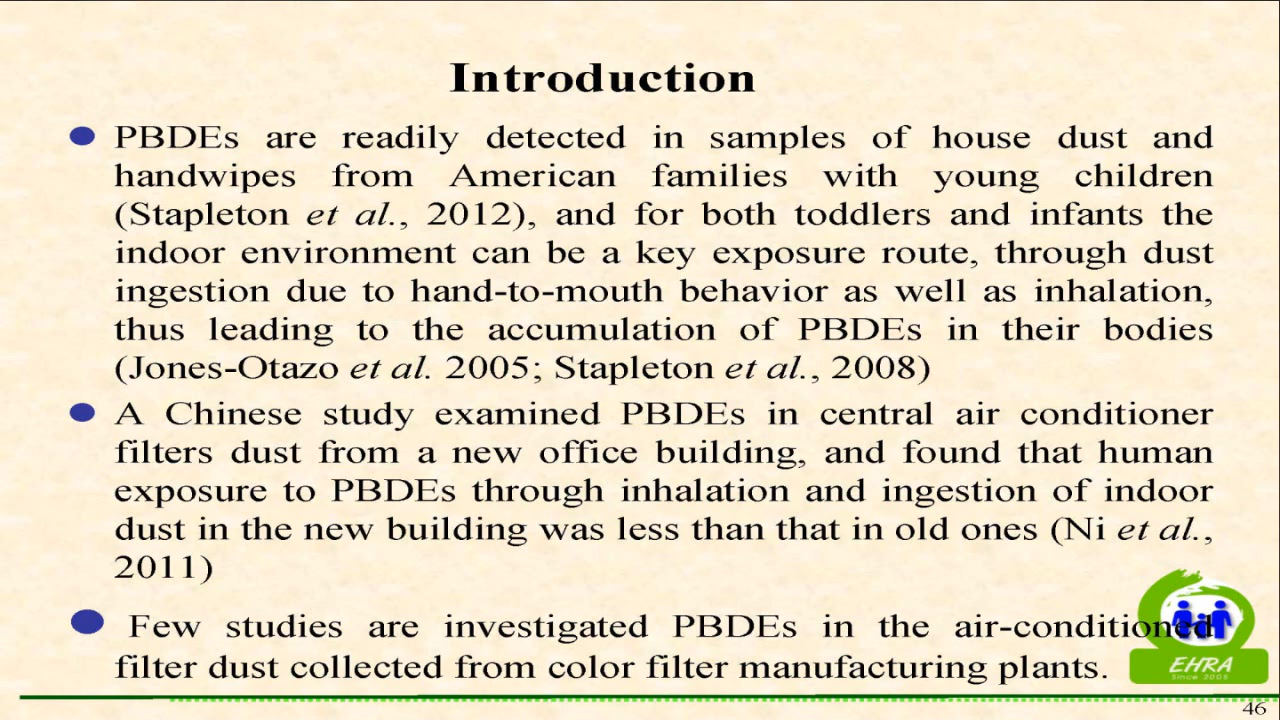 Introduction
PBDEs are readily detected in samples of house dust and
handwipes from American families with young children
(Stapleton et al., 2012), and for both toddlers and infants the
indoor environment can be a key exposure route, through dust
ingestion due to hand-to-mouth behavior as well as inhalation,
thus leading to the accumulation of PBDEs in their bodies
(Jones-Otazo et al. 2005; Stapleton et al., 2008)
A Chinese study examined PBDEs in central air conditioner
filters dust from a new office building, and found that human
exposure to PBDEs through inhalation and ingestion of indoor
dust in the new building was less than that in old ones (Ni et al.,
2011)
Few studies are investigated PBDEs in the air-conditioned
filter dust collected from color filter manufacturing plants.
EHRA
Since 2005
46